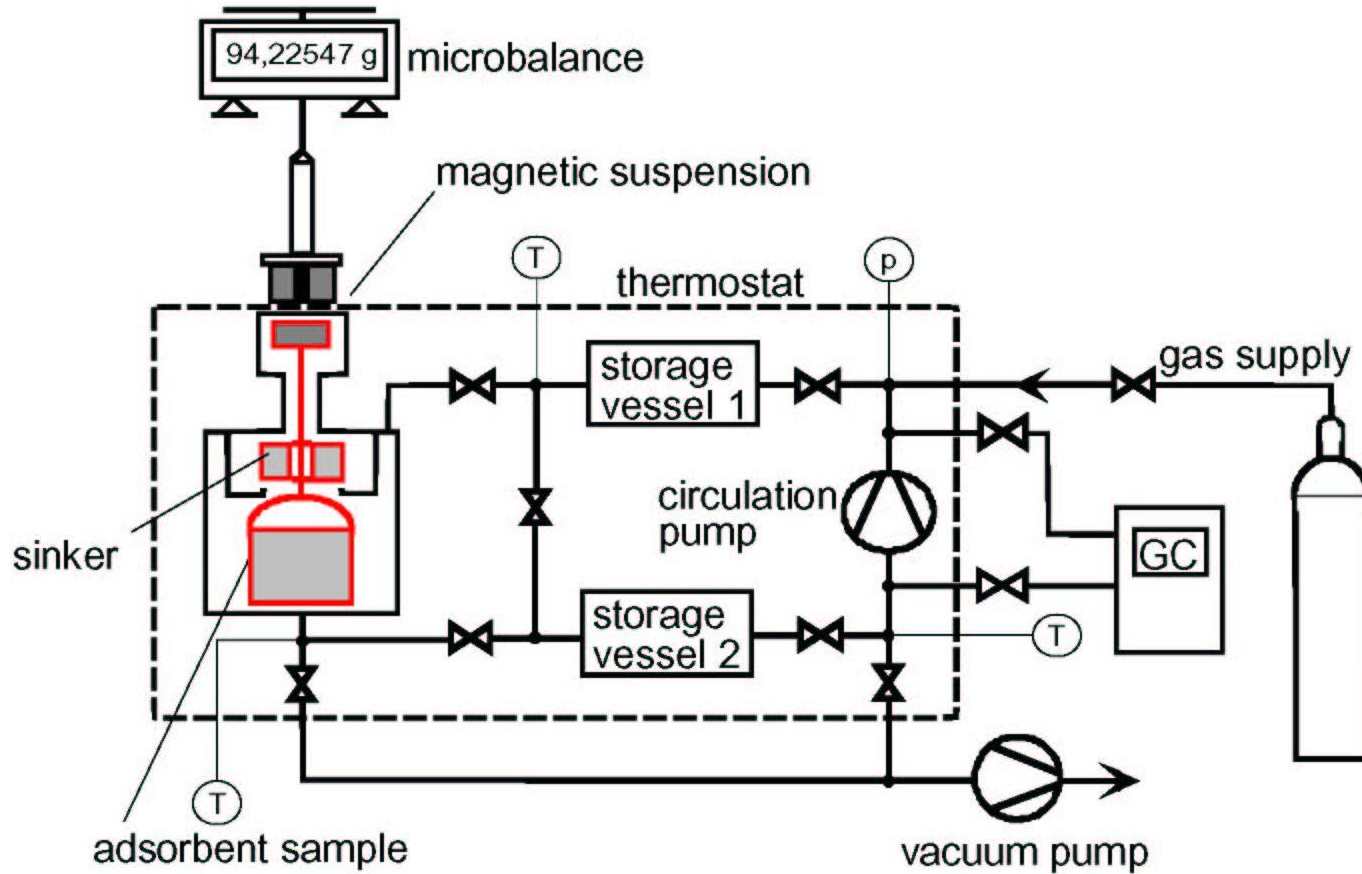 94,22547 g
microbalance
magnetic suspension
T
p
thermostat
gas supply
storage
vessel 1
circulation
pump
sinker
GC
storage
vessel 2
T
T
adsorbent sample
vacuum pump